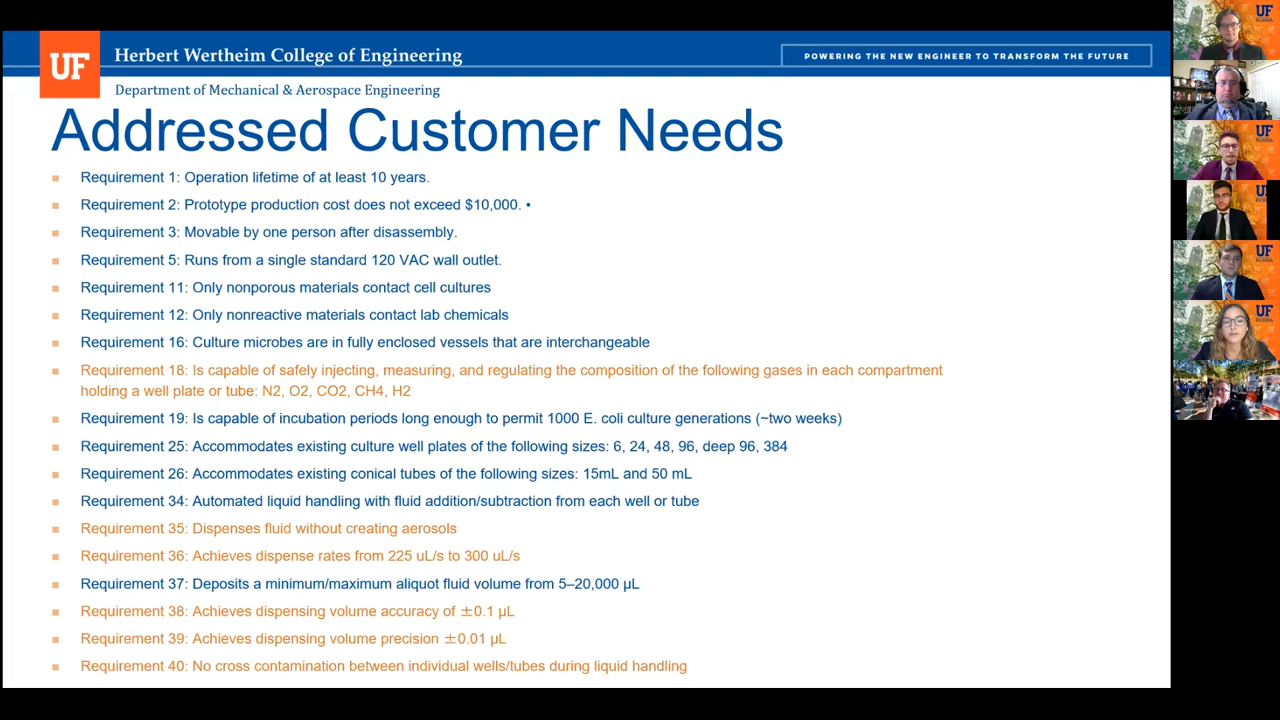 UF
Herbert Wertheim College of Engineering
POWERING THE NEW ENGINEER TO TRANSFORM THE FUTURE
Department of Mechanical & Aerospace Engineering
Addressed Customer Needs
Requirement 1: Operation lifetime of at least 10 years.
Requirement 2: Prototype production cost does not exceed $10,000. •
Requirement 3: Movable by one person after disassembly.
Requirement 5: Runs from a single standard 120 VAC wall outlet.
Requirement 11: Only nonporous materials contact cell cultures
Requirement 12: Only nonreactive materials contact lab chemicals
Requirement 16: Culture microbes are in fully enclosed vessels that are interchangeable
Requirement 18: Is capable of safely injecting, measuring, and regulating the composition of the following gases in each compartment
holding a well plate or tube: N2, O2, CO2, CH4, H2
Requirement 19: Is capable of incubation periods long enough to permit 1000 E. coli culture generations (~two weeks)
Requirement 25: Accommodates existing culture well plates of the following sizes: 6, 24, 48, 96, deep 96, 384
Requirement 26: Accommodates existing conical tubes of the following sizes: 15mL and 50 mL
Requirement 34: Automated liquid handling with fluid addition/subtraction from each well or tube
Requirement 35: Dispenses fluid without creating aerosols
Requirement 36: Achieves dispense rates from 225 uL/s to 300 uL/s
Requirement 37: Deposits a minimum/maximum aliquot fluid volume from 5–20,000 µL
Requirement 38: Achieves dispensing volume accuracy of ±0.1 µL
Requirement 39: Achieves dispensing volume precision ±0.01 µL
Requirement 40: No cross contamination between individual wells/tubes during liquid handling
UF
UF
UF
UF
UF